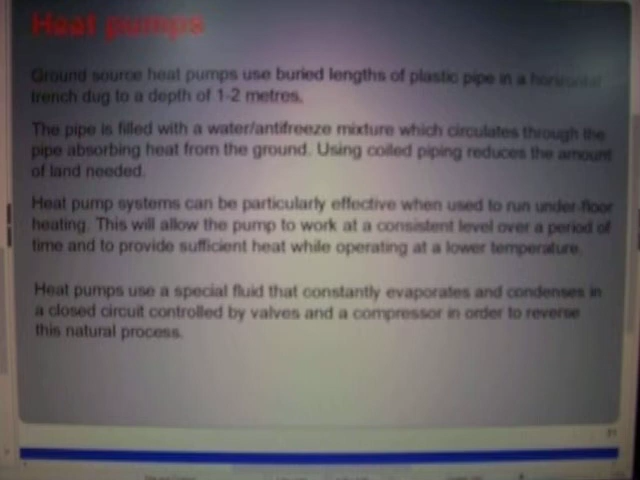 Heat pumps
Ground source heat pumps use buried lengths of plastic pipe in a horizontal
trench dug to a depth of 1-2 metres.
The pipe is filled with a water/antifreeze mixture which circulates through the
pipe absorbing heat from the ground. Using coiled piping reduces the amount
of land needed.
Heat pump systems can be particularly effective when used to run under-floor
heating. This will allow the pump to work at a consistent level over a period of
time and to provide sufficient heat while operating at a lower temperature.
Heat pumps use a special fluid that constantly evaporates and condenses in
a closed circuit controlled by valves and a compressor in order to reverse
this natural process.